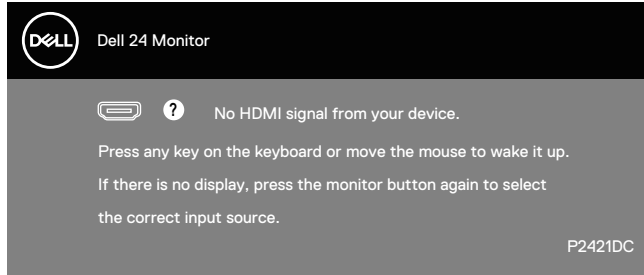 DELL
Dell 24 Monitor
? No HDMI signal from your device.
Press any key on the keyboard or move the mouse to wake it up.
If there is no display, press the monitor button again to select
the correct input source.
P2421DC